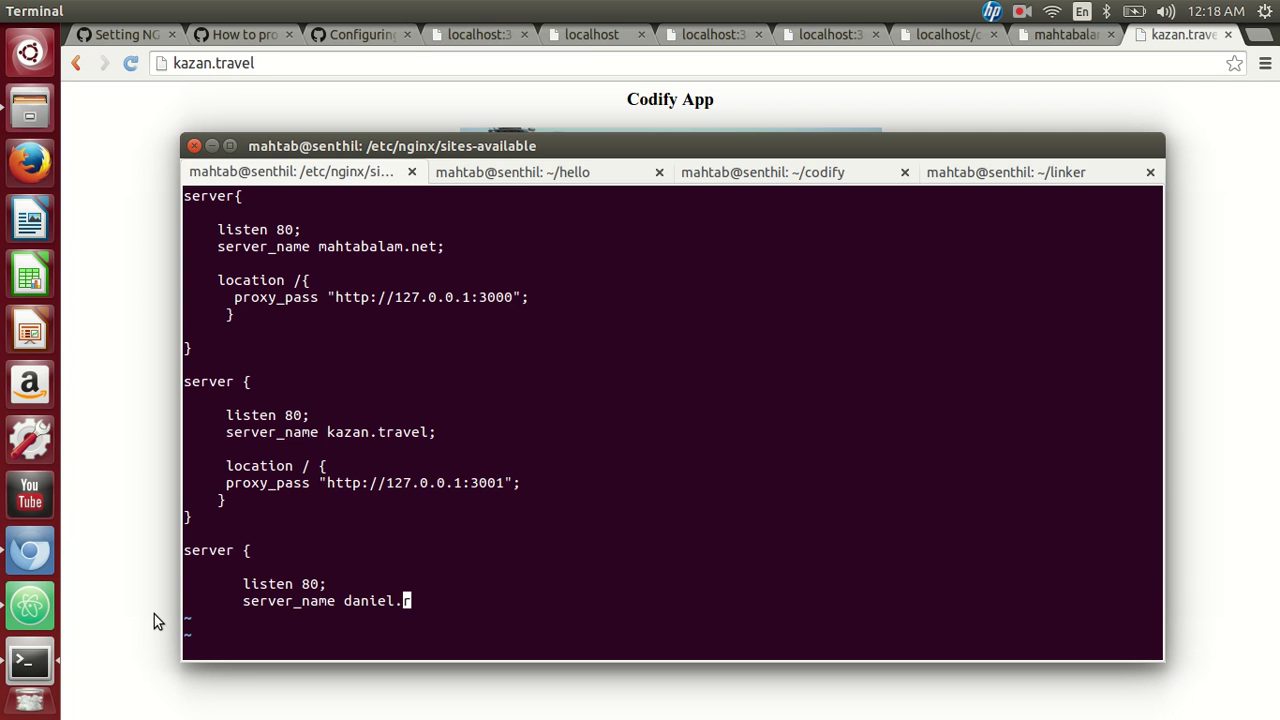 Terminal
En
12:18 AM
Setting NG
How to pro
Configuring
localhost:3
localhost
localhost:3
localhost:3
localhost/c
mahtabalar
kazan.trave
kazan.travel
Codify App
mahtab@senthil: /etc/nginx/sites-available
mahtab@senthil: /etc/nginx/si...
mahtab@senthil: ~/hello
mahtab@senthil: ~/codify
mahtab@senthil: ~/linker
server{
listen 80;
server_name mahtabalam.net;
location /{
proxy_pass "http://127.0.0.1:3000";
}
}
server {
listen 80;
server_name kazan.travel;
location / {
proxy_pass "http://127.0.0.1:3001";
}
}
server {
listen 80;
server_name daniel.r
~
~
hp
a
You
Tube
>_